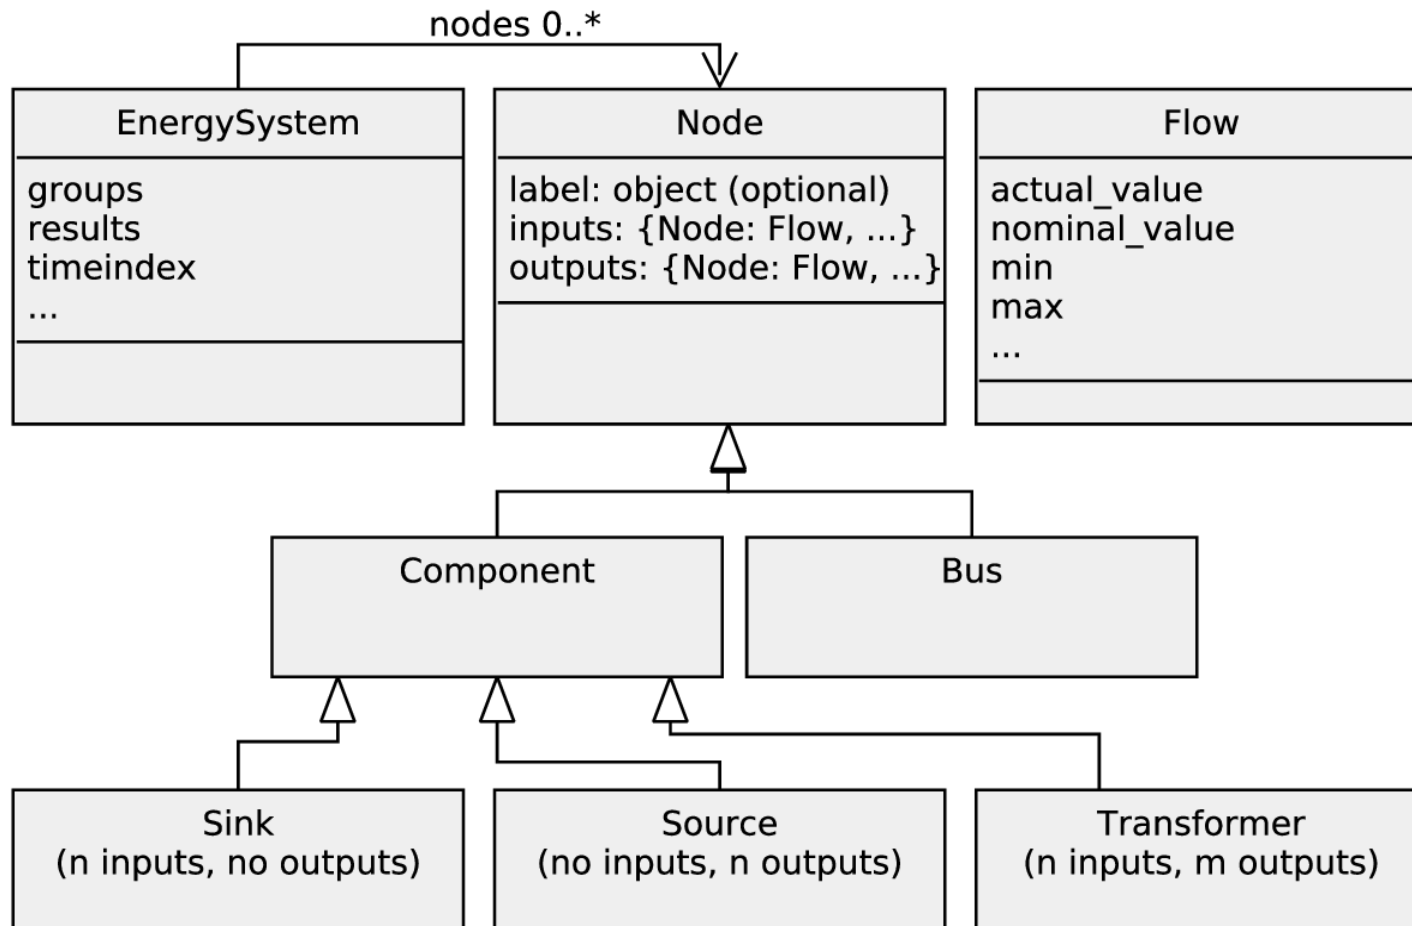 nodes 0..*
EnergySystem
groups
results
timeindex
...
Node
label: object (optional)
inputs: {Node: Flow, ...}
outputs: {Node: Flow, ...}
Flow
actual_value
nominal_value
min
max
...
Component
Bus
Sink
(n inputs, no outputs)
Source
(no inputs, n outputs)
Transformer
(n inputs, m outputs)